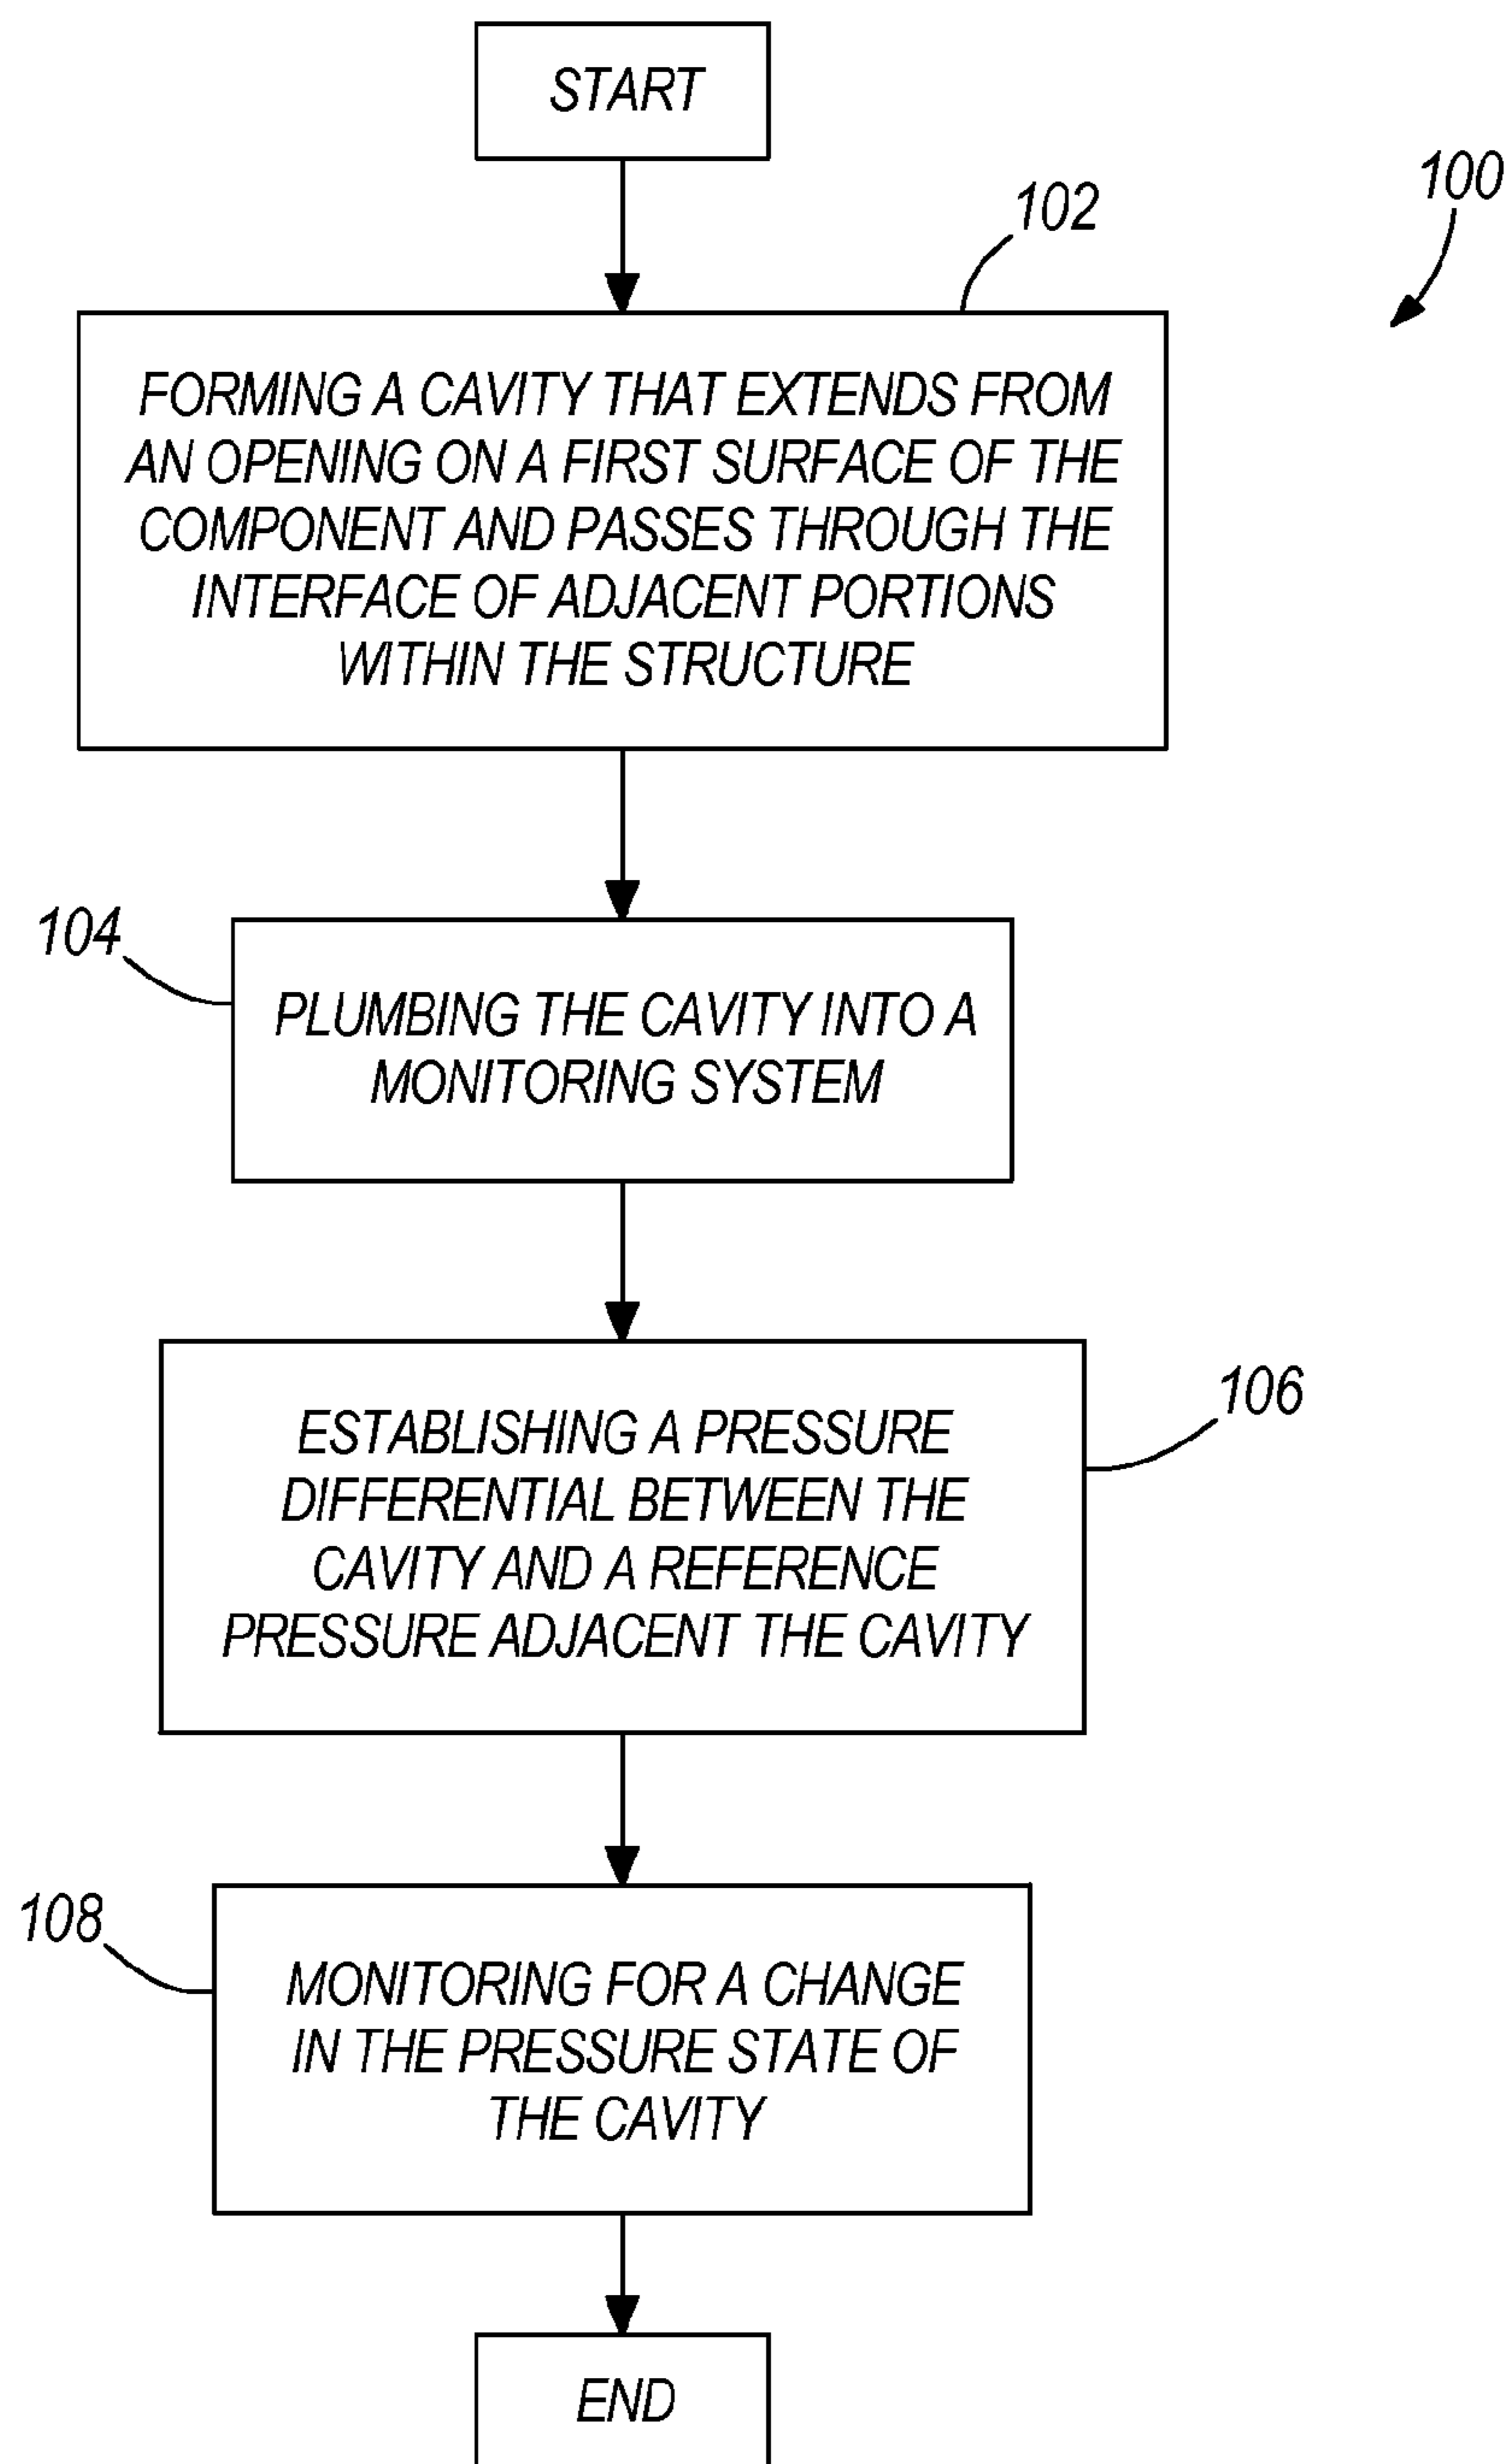 START
100
102
FORMING A CAVITY THAT EXTENDS FROM
AN OPENING ON A FIRST SURFACE OF THE
COMPONENT AND PASSES THROUGH THE
INTERFACE OF ADJACENT PORTIONS
WITHIN THE STRUCTURE
104
PLUMBING THE CAVITY INTO A
MONITORING SYSTEM
106
ESTABLISHING A PRESSURE
DIFFERENTIAL BETWEEN THE
CAVITY AND A REFERENCE
PRESSURE ADJACENT THE CAVITY
108
MONITORING FOR A CHANGE
IN THE PRESSURE STATE OF
THE CAVITY
END